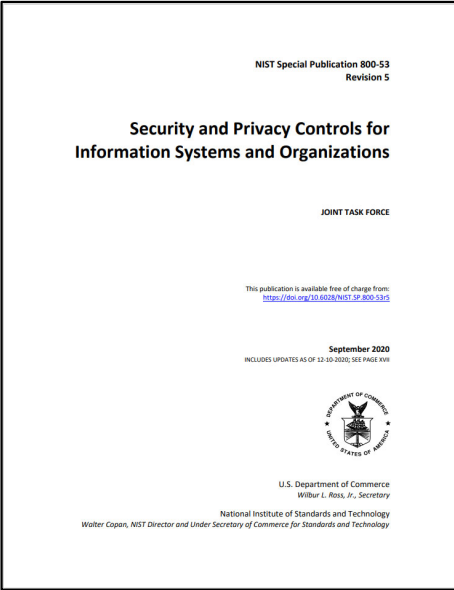 NIST Special Publication 800-53
Revision 5
Security and Privacy Controls for
Information Systems and Organizations
JOINT TASK FORCE
This publication is available free of charge from:
https://doi.org/10.6028/NIST.SP.800-53r5
September 2020
INCLUDES UPDATES AS OF 12-10-2020; SEE PAGE XVII
DEPARTMENT OF COMMERCE
UNITED STATES OF AMERICA
U.S. Department of Commerce
Wilbur L. Ross, Jr., Secretary
National Institute of Standards and Technology
Walter Copan, NIST Director and Under Secretary of Commerce for Standards and Technology